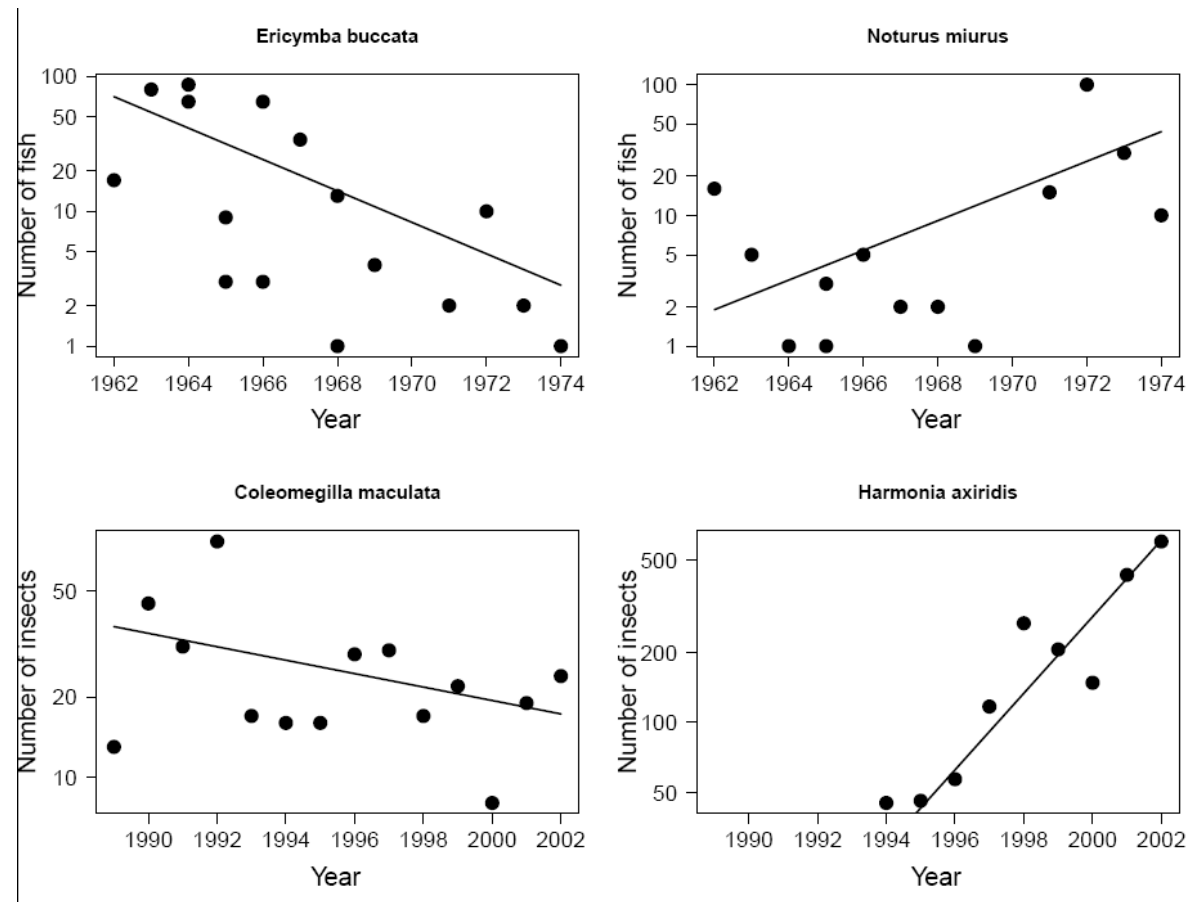 Ericymba buccata
Number of fish
100
50
20
10
5
2
1
1962 1964 1966 1968 1970 1972 1974
Year
Noturus miurus
Number of fish
100
50
20
10
5
2
1
1962 1964 1966 1968 1970 1972 1974
Year
Coleomegilla maculata
Number of insects
50
20
10
1990 1992 1994 1996 1998 2000 2002
Year
Harmonia axiridis
Number of insects
500
200
100
50
1990 1992 1994 1996 1998 2000 2002
Year